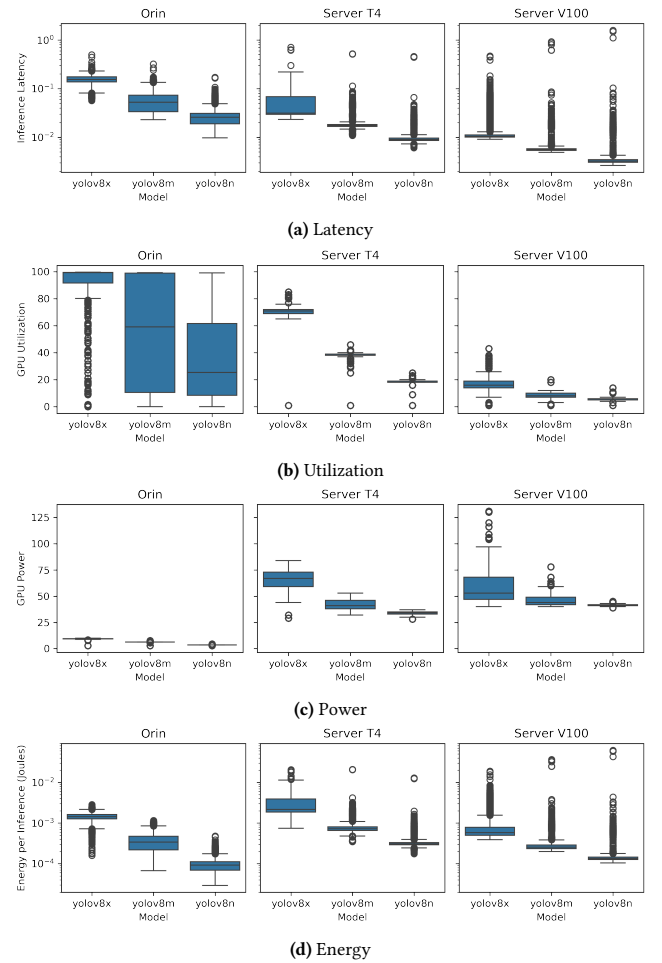 Orin Server T4 Server V100
Inference Latency
10⁰
10⁻¹
10⁻²
yolov8x yolov8m yolov8n yolov8x yolov8m yolov8n yolov8x yolov8m yolov8n
Model Model Model
(a) Latency
Orin Server T4 Server V100
GPU Utilization
100
80
60
40
20
0
yolov8x yolov8m yolov8n yolov8x yolov8m yolov8n yolov8x yolov8m yolov8n
Model Model Model
(b) Utilization
Orin Server T4 Server V100
GPU Power
125
100
75
50
25
0
yolov8x yolov8m yolov8n yolov8x yolov8m yolov8n yolov8x yolov8m yolov8n
Model Model Model
(c) Power
Orin Server T4 Server V100
Energy per Inference (Joules)
10⁻²
10⁻³
10⁻⁴
yolov8x yolov8m yolov8n yolov8x yolov8m yolov8n yolov8x yolov8m yolov8n
Model Model Model
(d) Energy